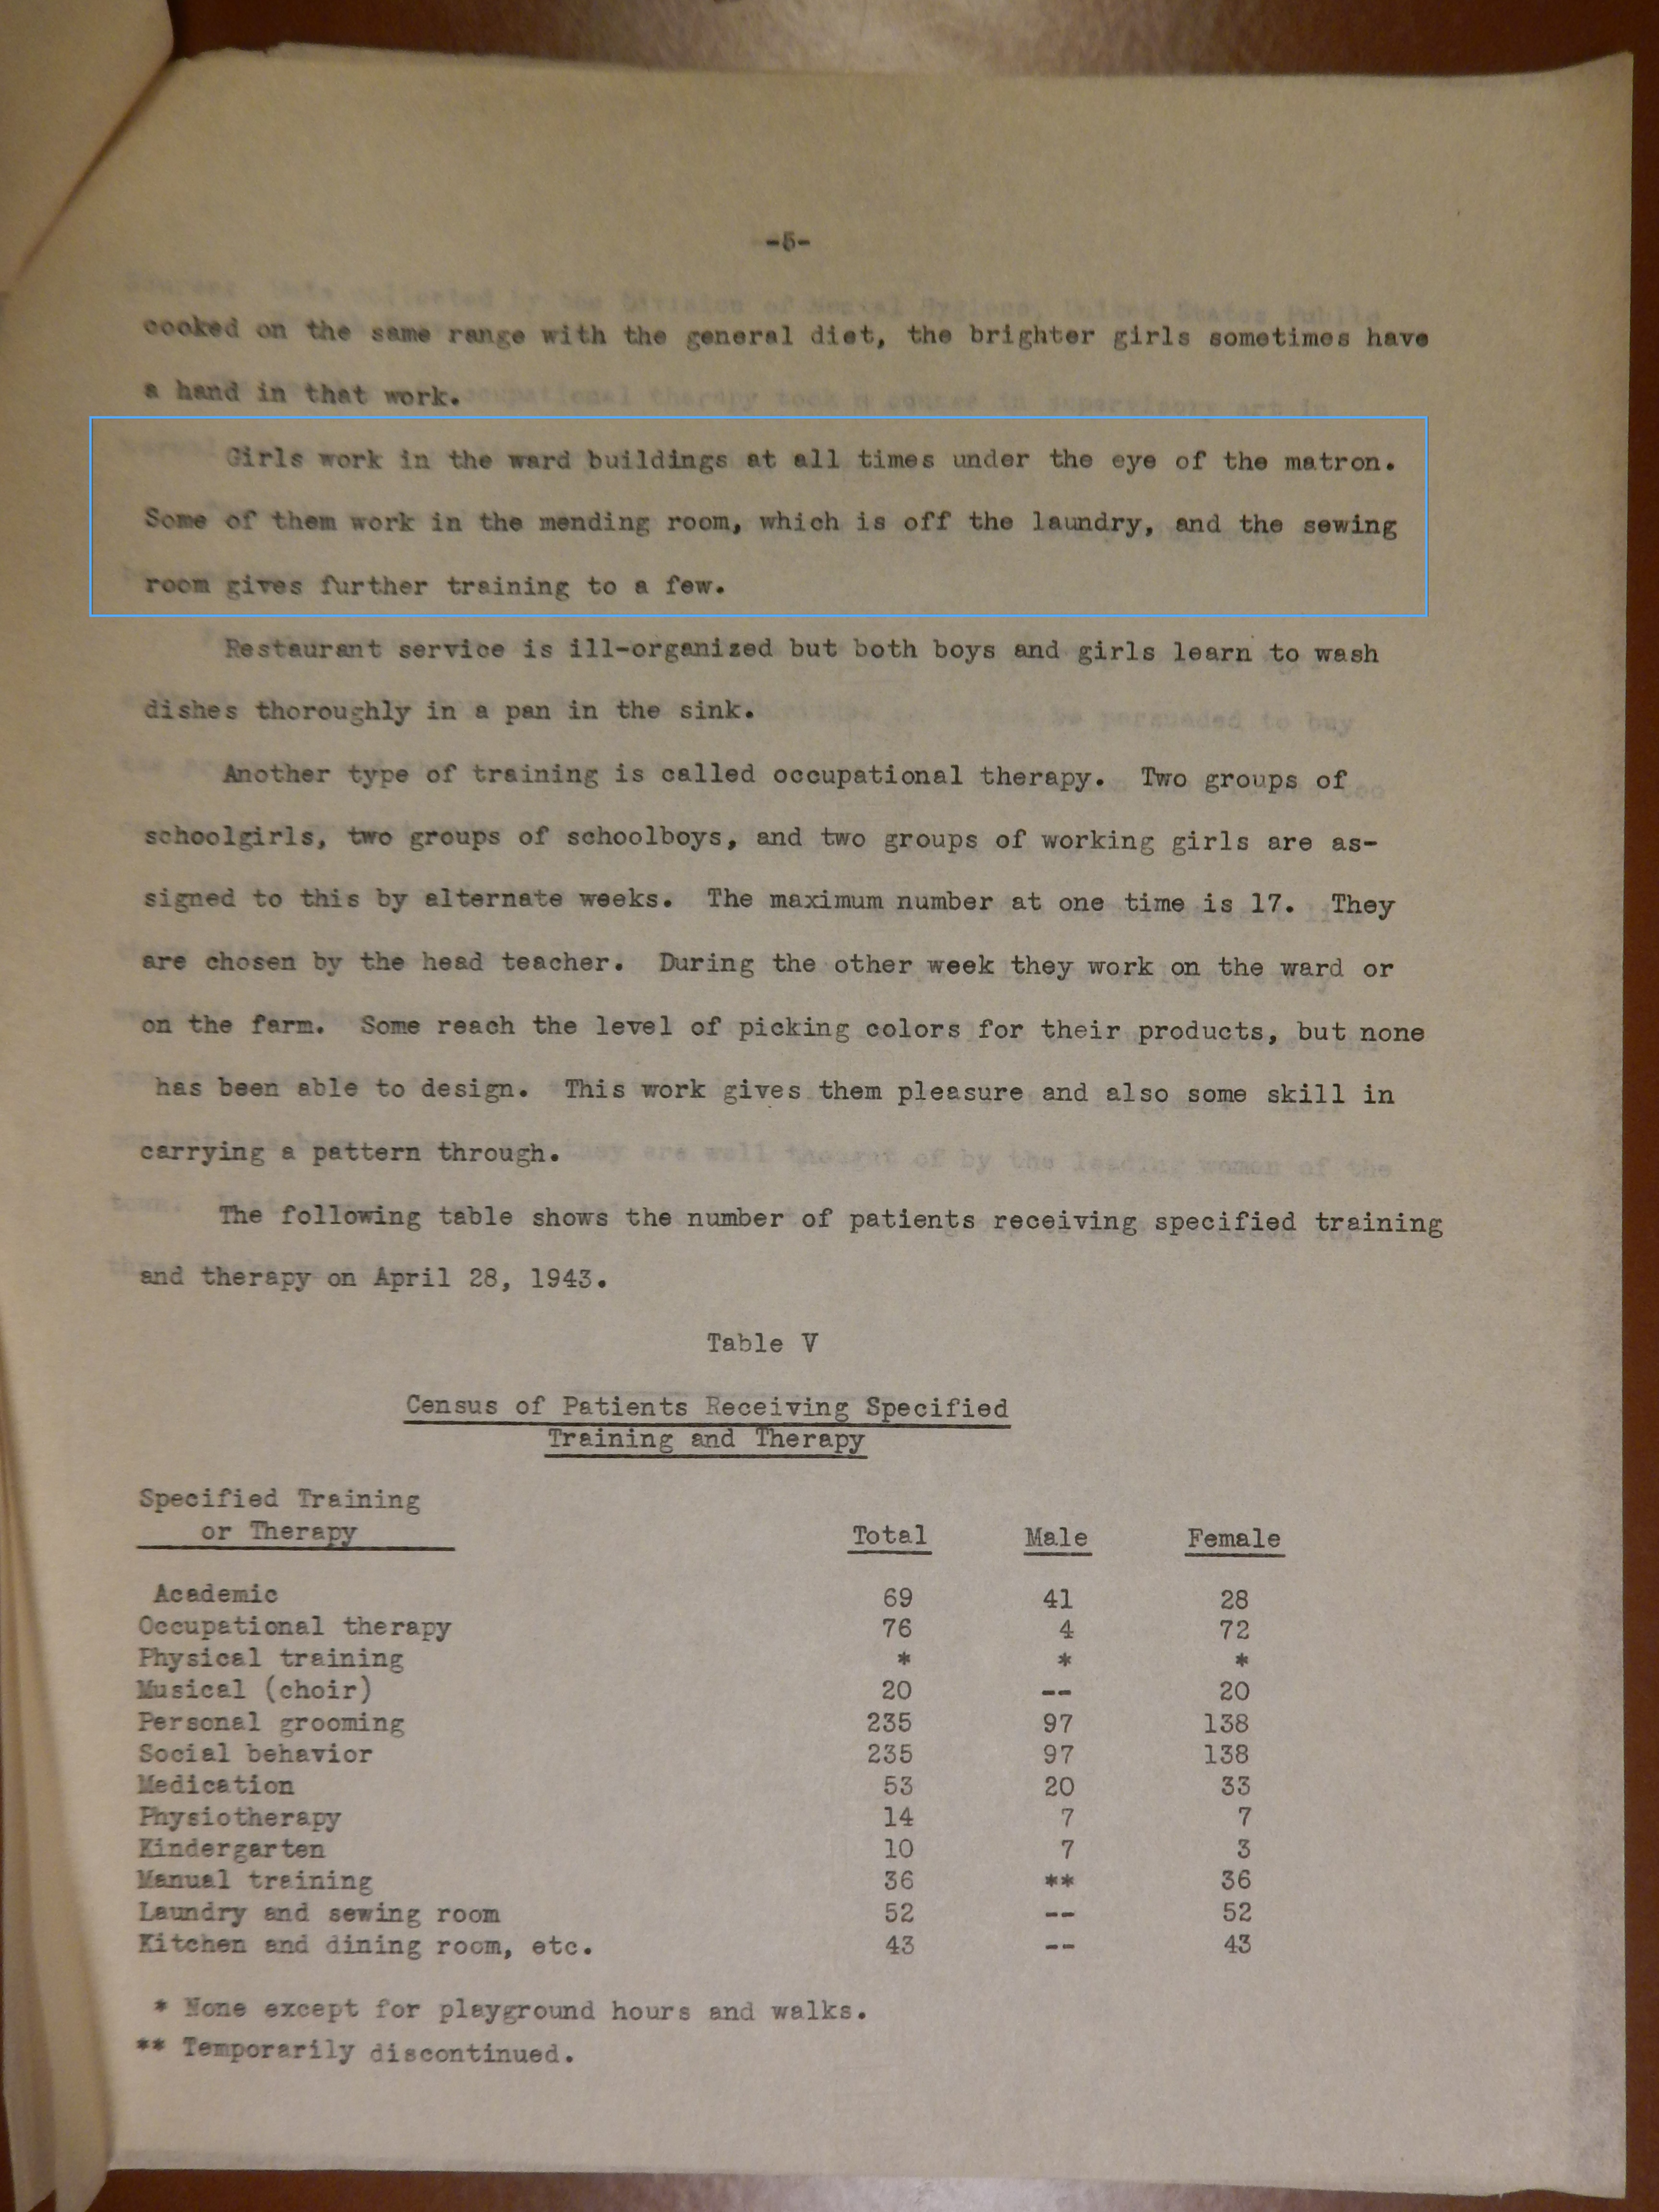 -5-
cooked on the same range with the general diet, the brighter girls sometimes have
a hand in that work.
Girls work in the ward buildings at all times under the eye of the matron.
Some of them work in the mending room, which is off the laundry, and the sewing
room gives further training to a few.
Restaurant service is ill-organized but both boys and girls learn to wash
dishes thoroughly in a pan in the sink.
Another type of training is called occupational therapy. Two groups of
schoolgirls, two groups of schoolboys, and two groups of working girls are as-
signed to this by alternate weeks. The maximum number at one time is 17. They
are chosen by the head teacher. During the other week they work on the ward or
on the farm. Some reach the level of picking colors for their products, but none
has been able to design. This work gives them pleasure and also some skill in
carrying a pattern through.
The following table shows the number of patients receiving specified training
and therapy on April 28, 1943.
Table V
Census of Patients Receiving Specified
Training and Therapy
Specified Training
or Therapy Total Male Female
Academic 69 41 28
Occupational therapy 76 4 72
Physical training * * *
Musical (choir) 20 -- 20
Personal grooming 235 97 138
Social behavior 235 97 138
Medication 53 20 33
Physiotherapy 14 7 7
Kindergarten 10 7 3
Manual training 36 ** 36
Laundry and sewing room 52 -- 52
Kitchen and dining room, etc. 43 -- 43
* None except for playground hours and walks.
** Temporarily discontinued.